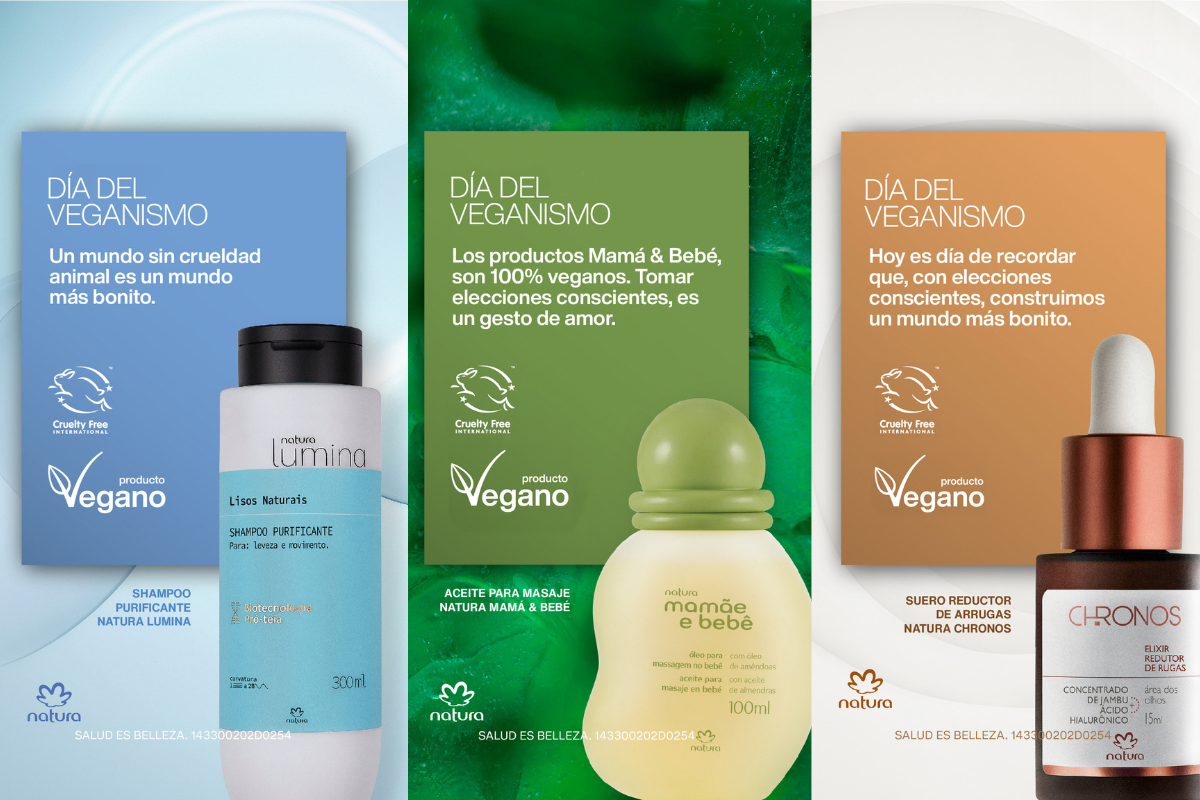 DÍA DEL
VEGANISMO
Un mundo sin crueldad
animal es un mundo
más bonito.
Cruelty Free
INTERNATIONAL
producto
Vegano
SHAMPOO
PURIFICANTE
NATURA LUMINA
natura
SALUD ES BELLEZA. 143300202D0254
natura
lumina
Lisos Naturais
SHAMPOO PURIFICANTE
Para: leveza e movimento.
Biotecnologia
Pró-teia
curvatura
300ml
natura
DÍA DEL
VEGANISMO
Los productos Mamá & Bebé,
son 100% veganos. Tomar
elecciones conscientes, es
un gesto de amor.
Cruelty Free
INTERNATIONAL
producto
Vegano
ACEITE PARA MASAJE
NATURA MAMÁ & BEBÉ
natura
SALUD ES BELLEZA. 143300202D0254
natura
mamãe
e bebê
óleo para com óleo
massagem no bebê de amêndoas
aceite para con aceite
masaje en bebé de almendras
100ml
natura
DÍA DEL
VEGANISMO
Hoy es día de recordar
que, con elecciones
conscientes, construimos
un mundo más bonito.
Cruelty Free
INTERNATIONAL
producto
Vegano
SUERO REDUCTOR
DE ARRUGAS
NATURA CHRONOS
natura
SALUD ES BELLEZA. 143300202D0254
CHRONOS
ELIXIR
REDUTOR
DE RUGAS
CONCENTRADO
DE JAMBU
ÁCIDO
HIALURÔNICO
área dos
olhos
15ml
natura